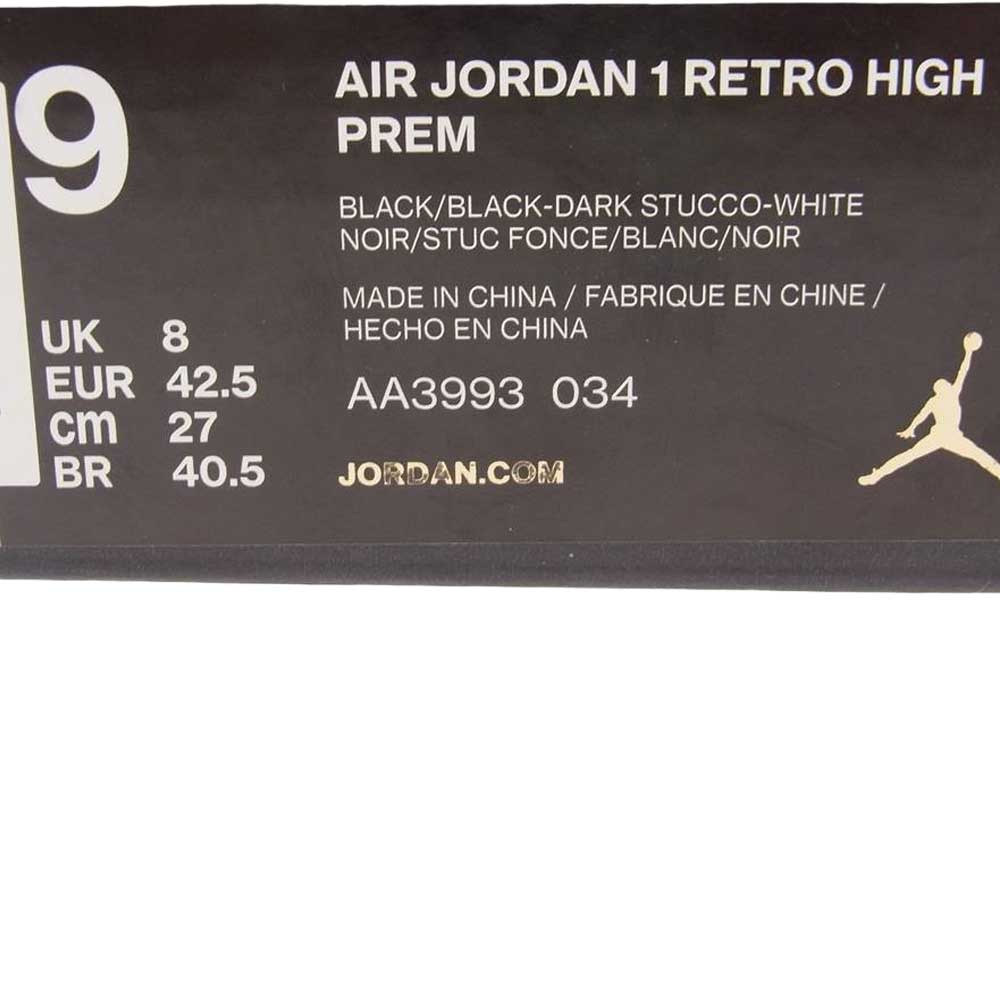 9
UK 8
EUR 42.5
cm 27
BR 40.5
AIR JORDAN 1 RETRO HIGH
PREM
BLACK/BLACK-DARK STUCCO-WHITE
NOIR/STUC FONCE/BLANC/NOIR
MADE IN CHINA / FABRIQUE EN CHINE /
HECHO EN CHINA
AA3993 034
JORDAN.COM